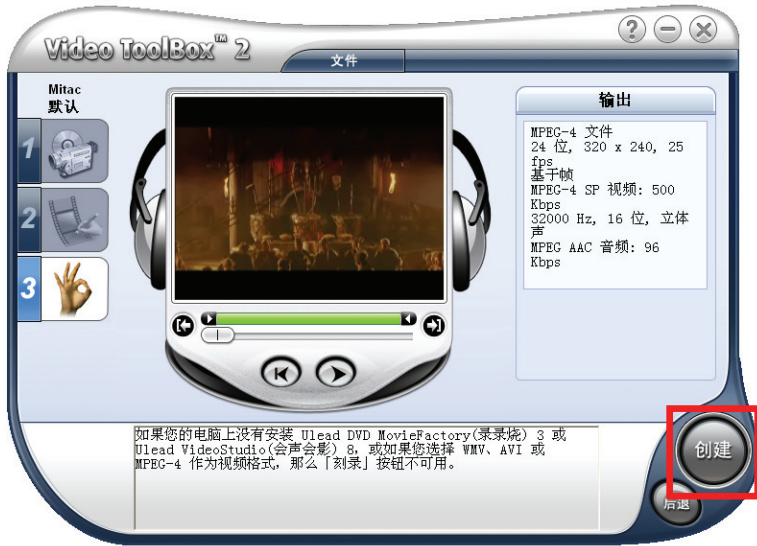 Video ToolBox™ 2
文件
Mitac
默认
1
2
3
输出
MPEG-4 文件
24 位, 320 x 240, 25
fps
基于帧
MPEG-4 SP 视频: 500
Kbps
32000 Hz, 16 位, 立体
声
MPEG AAC 音频: 96
Kbps
如果您的电脑上没有安装 Ulead DVD MovieFactory(录录烧) 3 或
Ulead VideoStudio(会声会影) 8, 或如果您选择 WMV、AVI 或
MPEG-4 作为视频格式, 那么「刻录」按钮不可用。
创建
后退